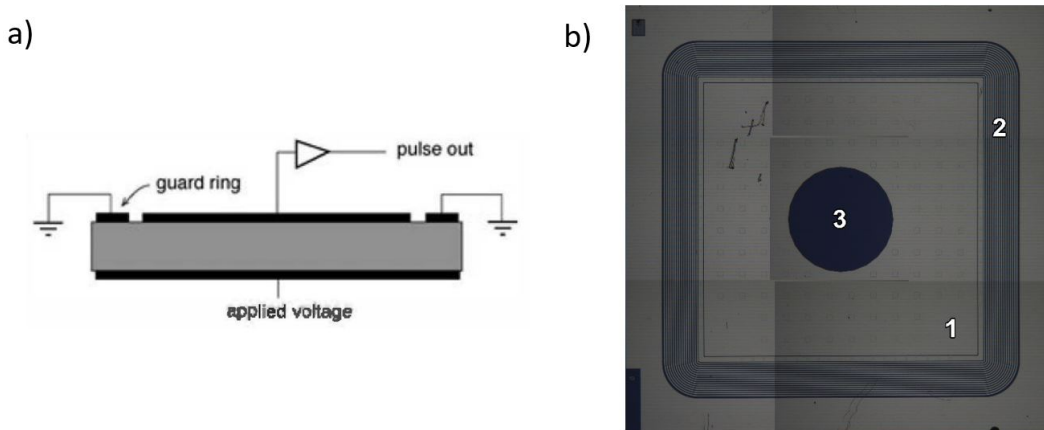 a)
pulse out
guard ring
applied voltage
b)
2
3
1